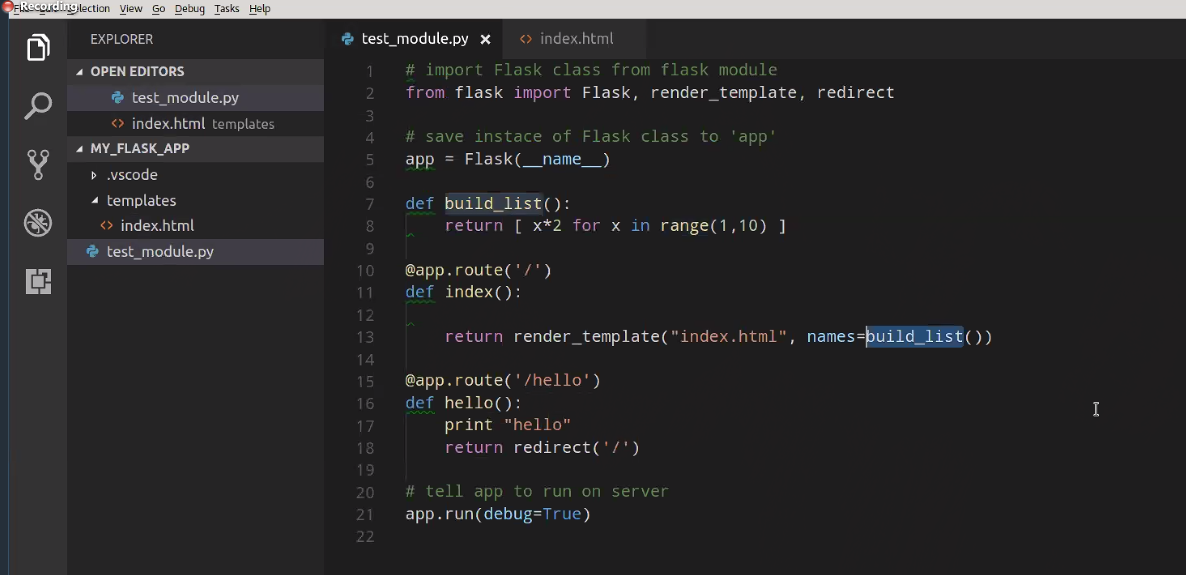 Recording
Selection View Go Debug Tasks Help
EXPLORER
OPEN EDITORS
test_module.py
index.html templates
MY_FLASK_APP
.vscode
templates
index.html
test_module.py
test_module.py × index.html
1 # import Flask class from flask module
2 from flask import Flask, render_template, redirect
3
4 # save instace of Flask class to 'app'
5 app = Flask(__name__)
6
7 def build_list():
8 return [ x*2 for x in range(1,10) ]
9
10 @app.route('/')
11 def index():
12
13 return render_template("index.html", names=build_list())
14
15 @app.route('/hello')
16 def hello():
17 print "hello"
18 return redirect('/')
19
20 # tell app to run on server
21 app.run(debug=True)
22